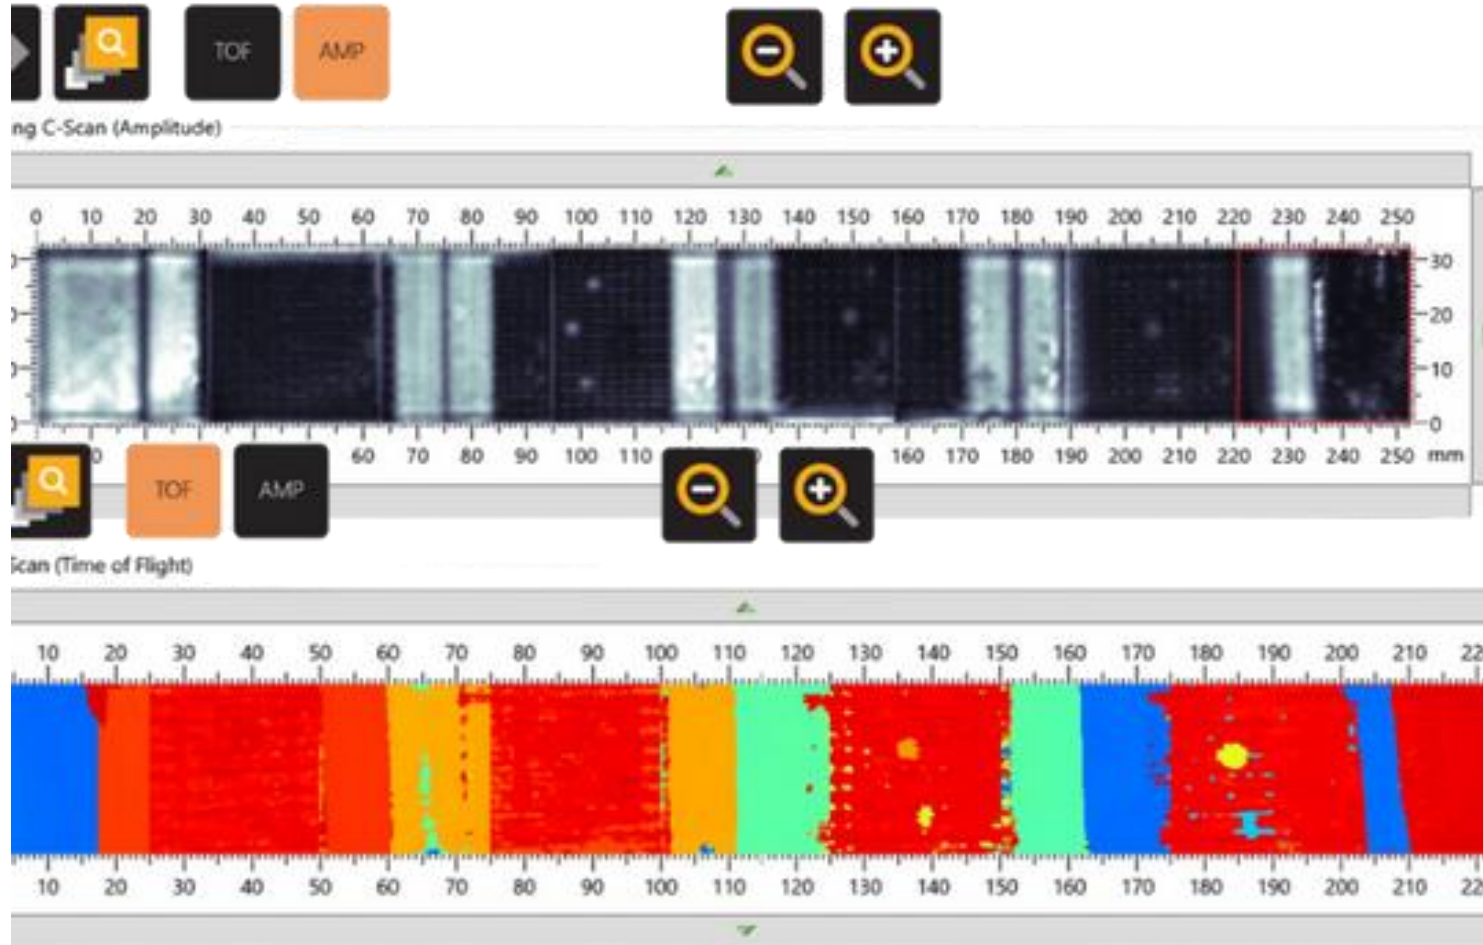 TOF AMP
ng C-Scan (Amplitude)
0 10 20 30 40 50 60 70 80 90 100 110 120 130 140 150 160 170 180 190 200 210 220 230 240 250
30
20
10
0
0 60 70 80 90 100 110 160 170 180 190 200 210 220 230 240 250 mm
TOF AMP
Scan (Time of Flight)
10 20 30 40 50 60 70 80 90 100 110 120 130 140 150 160 170 180 190 200 210 22
10 20 30 40 50 60 70 80 90 100 110 120 130 140 150 160 170 180 190 200 210 22